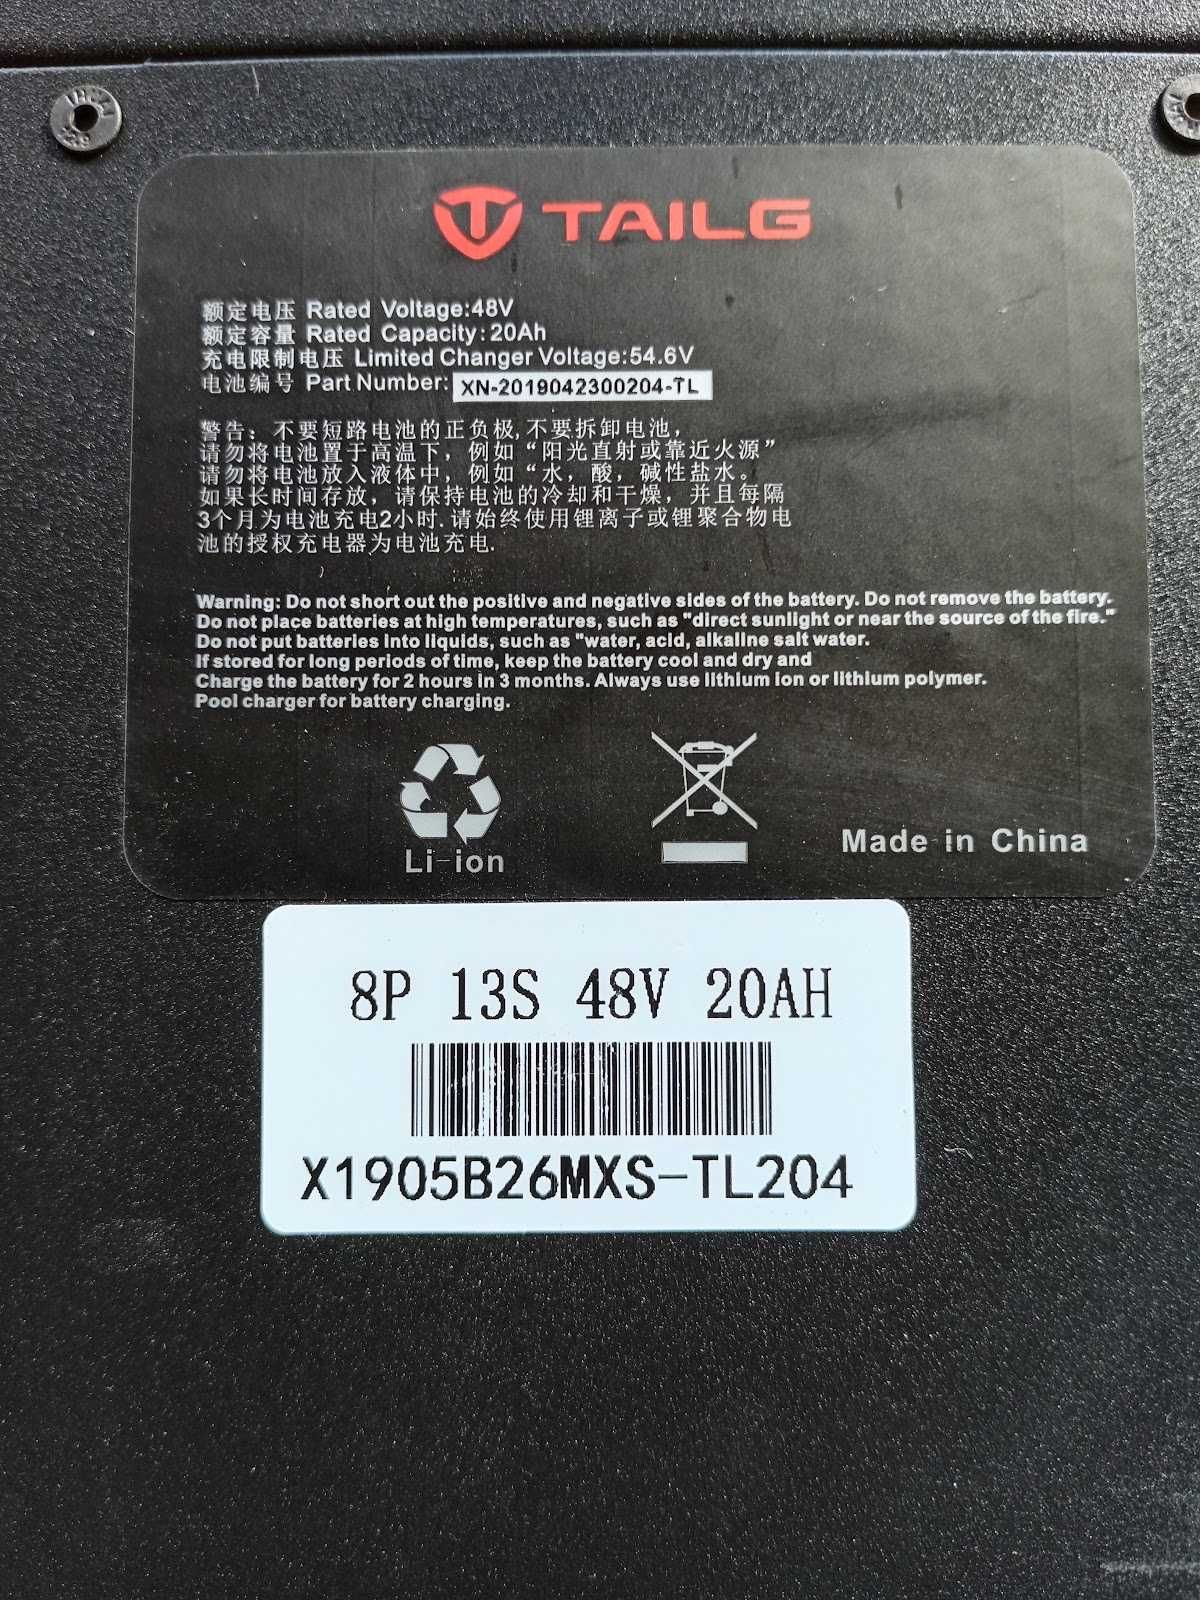 TAILG
额定电压 Rated Voltage:48V
额定容量 Rated Capacity:20Ah
充电限制电压 Limited Changer Voltage:54.6V
电池编号 Part Number: XN-2019042300204-TL
警告：不要短路电池的正负极,不要拆卸电池，
请勿将电池置于高温下，例如“阳光直射或靠近火源”
请勿将电池放入液体中，例如“水，酸，碱性盐水。
如果长时间存放，请保持电池的冷却和干燥，并且每隔
3个月为电池充电2小时.请始终使用锂离子或锂聚合物电
池的授权充电器为电池充电.
Warning: Do not short out the positive and negative sides of the battery. Do not remove the battery.
Do not place batteries at high temperatures, such as "direct sunlight or near the source of the fire."
Do not put batteries into liquids, such as "water, acid, alkaline salt water.
If stored for long periods of time, keep the battery cool and dry and
Charge the battery for 2 hours in 3 months. Always use lithium ion or lithium polymer.
Pool charger for battery charging.
Li-ion
Made in China
8P 13S 48V 20AH
X1905B26MXS-TL204